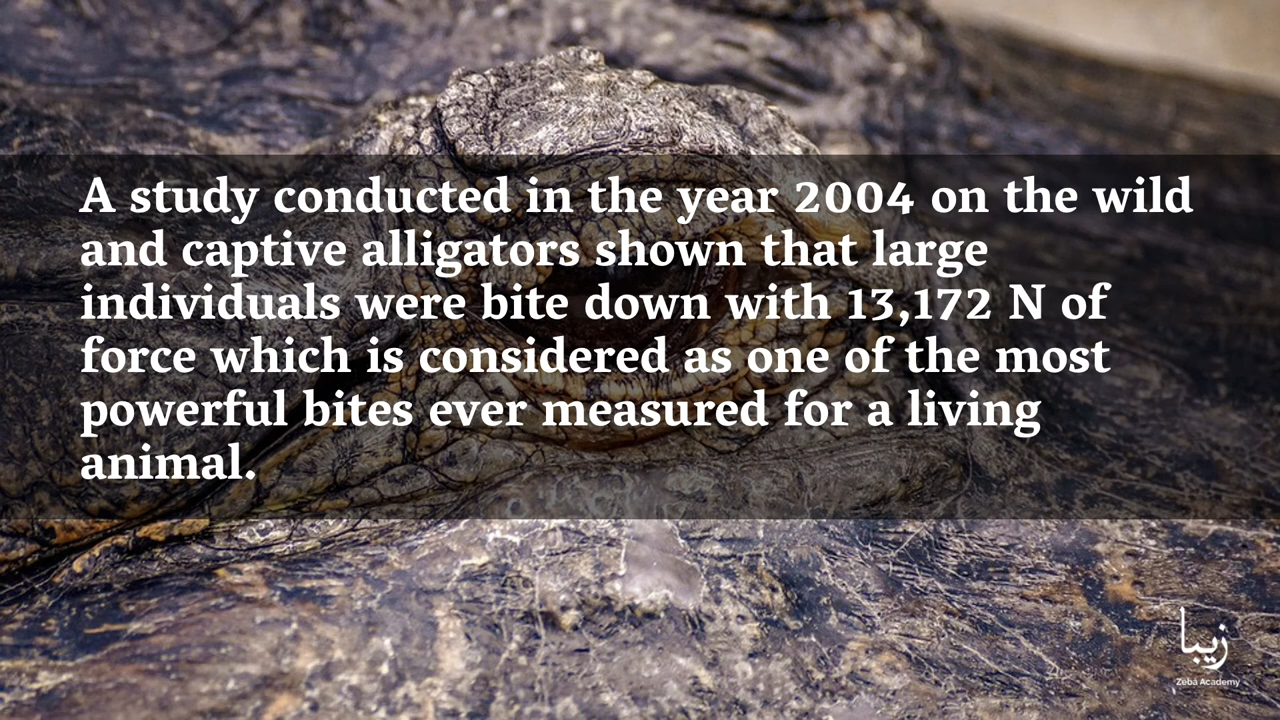 A study conducted in the year 2004 on the wild
and captive alligators shown that large
individuals were bite down with 13,172 N of
force which is considered as one of the most
powerful bites ever measured for a living
animal.
زیبا
Zeba Academy